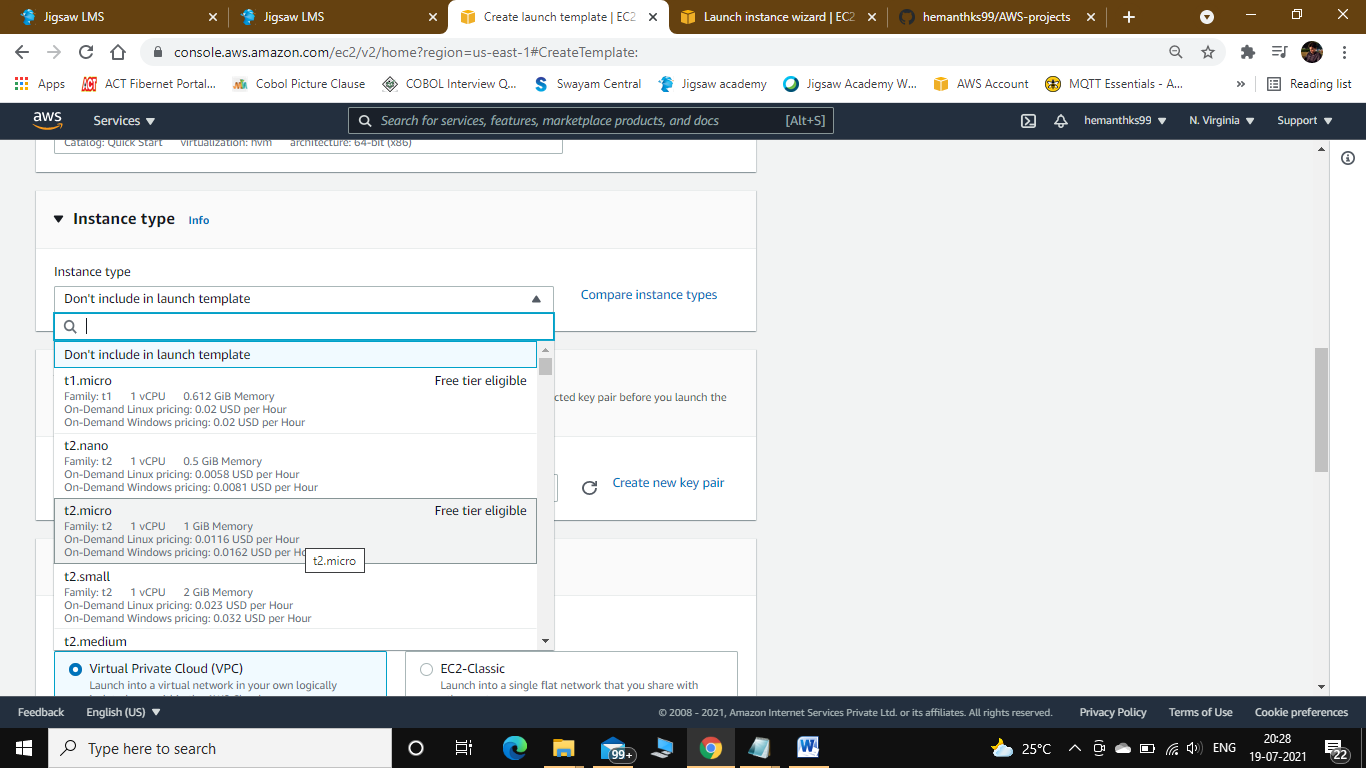 Jigsaw LMS
Jigsaw LMS
Create launch template | EC2
Launch instance wizard | EC2
hemanthks99/AWS-projects
console.aws.amazon.com/ec2/v2/home?region=us-east-1#CreateTemplate:
Apps
ACT Fibernet Portal...
Cobol Picture Clause
COBOL Interview Q...
Swayam Central
Jigsaw academy
Jigsaw Academy W...
AWS Account
MQTT Essentials - A...
»
Reading list
aws
Services
Search for services, features, marketplace products, and docs
[Alt+S]
hemanthks99
N. Virginia
Support
Catalog: Quick Start virtualization: hvm architecture: 64-bit (x86)
Instance type Info
Instance type
Don't include in launch template
Compare instance types
Don't include in launch template
t1.micro Free tier eligible
Family: t1 1 vCPU 0.612 GiB Memory
On-Demand Linux pricing: 0.02 USD per Hour
On-Demand Windows pricing: 0.02 USD per Hour
cted key pair before you launch the
t2.nano
Family: t2 1 vCPU 0.5 GiB Memory
On-Demand Linux pricing: 0.0058 USD per Hour
On-Demand Windows pricing: 0.0081 USD per Hour
Create new key pair
t2.micro Free tier eligible
Family: t2 1 vCPU 1 GiB Memory
On-Demand Linux pricing: 0.0116 USD per Hour
On-Demand Windows pricing: 0.0162 USD per Ho
t2.micro
t2.small
Family: t2 1 vCPU 2 GiB Memory
On-Demand Linux pricing: 0.023 USD per Hour
On-Demand Windows pricing: 0.032 USD per Hour
t2.medium
Virtual Private Cloud (VPC)
Launch into a virtual network in your own logically
EC2-Classic
Launch into a single flat network that you share with
Feedback
English (US)
© 2008 - 2021, Amazon Internet Services Private Ltd. or its affiliates. All rights reserved.
Privacy Policy
Terms of Use
Cookie preferences
Type here to search
99+
25°C
ENG
20:28
19-07-2021
22